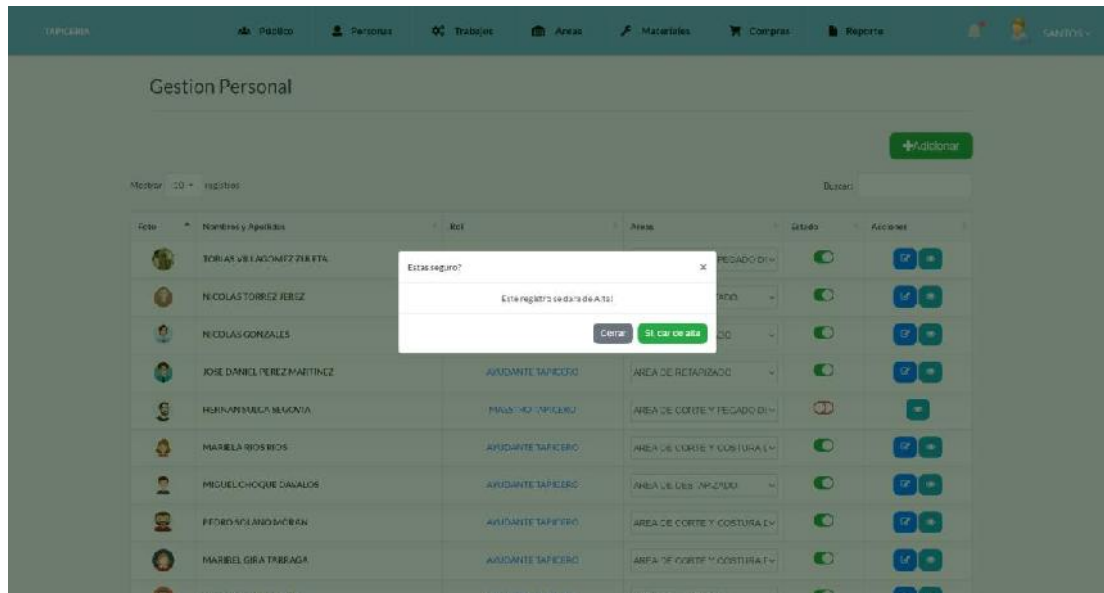 TAPICERIA Publico Personas Trabajos Areas Materiales Compras Reporte SANTOS
Gestion Personal
Adicionar
Mostrar 10 registros Buscar:
Foto Nombres y Apellidos Rol Areas Estado Acciones
TOBIAS VILLAGOMEZ ZULETA PEGADO DE
NICOLAS TORREZ JEREZ
NICOLAS GONZALES
JOSE DANIEL PEREZ MARTINEZ AYUDANTE TAPICERO AREA DE RETAPIZADO
HERNAN SEGOVIA MAESTRO TAPICERO AREA DE CORTE Y PEGADO DE
MARIELA RIOS RIOS AYUDANTE TAPICERO AREA DE CORTE Y COSTURA
MIGUEL CHOQUE DAVALOS AYUDANTE TAPICERO AREA DE DESTAPIZADO
PEDRO SOLANO MORAN AYUDANTE TAPICERO AREA DE CORTE Y COSTURA
MARIBEL GIRA TARRAGA AYUDANTE TAPICERO AREA DE CORTE Y COSTURA
Estas seguro? x
Este registro se dara de Alta!
Cerrar Si, dar de alta